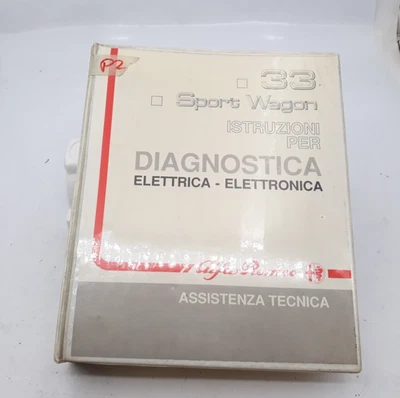 P2
33
Sport Wagon
ISTRUZIONI
PER
DIAGNOSTICA
ELETTRICA - ELETTRONICA
Alfa Romeo
ASSISTENZA TECNICA